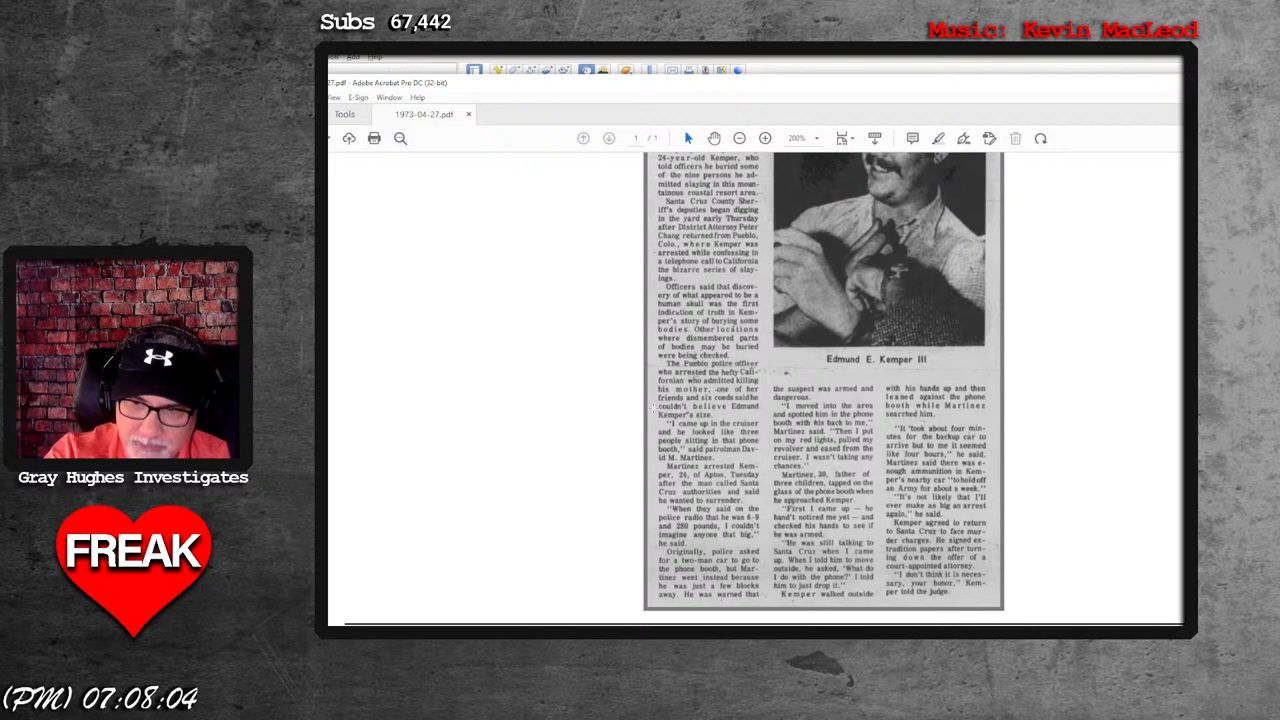 Subs 67,442
Music: Kevin MacLeod
Help
27.pdf - Adobe Acrobat Pro DC (32-bit)
View E-Sign Window Help
Tools 1973-04-27.pdf ×
1 / 1 200%
24-year-old Kemper, who
told officers he buried some
of the nine persons he ad-
mitted slaying in this moun-
tainous coastal resort area.
Santa Cruz County Sher-
iff's deputies began digging
in the yard early Thursday
after District Attorney Peter
Chang returned from Pueblo,
Colo., where Kemper was
arrested while confessing in
a telephone call to California
the bizarre series of slay-
ings.
Officers said that discov-
ery of what appeared to be a
human skull was the first
indication of truth in Kem-
per's story of burying some
bodies. Other locations
where dismembered parts
of bodies may be buried
were being checked.
The Pueblo police officer
who arrested the hefty Cali-
fornian who admitted killing
his mother, one of her
friends and six coeds said he
couldn't believe Edmund
Kemper's size.
"I came up in the cruiser
and he looked like three
people sitting in that phone
booth," said patrolman Dav-
id M. Martinez.
Martinez arrested Kem-
per, 24, of Aptos, Tuesday
after the man called Santa
Cruz authorities and said
he wanted to surrender.
"When they said on the
police radio that he was 6-9
and 280 pounds, I couldn't
imagine anyone that big,"
he said.
Originally, police asked
for a two-man car to go to
the phone booth, but Mar-
tinez went instead because
he was just a few blocks
away. He was warned that
Edmund E. Kemper III
the suspect was armed and
dangerous.
"I moved into the area
and spotted him in the phone
booth with his back to me,"
Martinez said. "Then I put
on my red lights, pulled my
revolver and eased from the
cruiser. I wasn't taking any
chances."
Martinez, 30, father of
three children, tapped on the
glass of the phone booth when
he approached Kemper.
"First I came up — he
hand't noticed me yet — and
checked his hands to see if
he was armed.
"He was still talking to
Santa Cruz when I came
up. When I told him to move
outside, he asked, 'What do
I do with the phone?' I told
him to just drop it."
Kemper walked outside
with his hands up and then
leaned against the phone
booth while Martinez
searched him.
"It took about four min-
utes for the backup car to
arrive but to me it seemed
like four hours," he said.
Martinez said there was e-
nough ammunition in Kem-
per's nearby car "to hold off
an Army for about a week."
"It's not likely that I'll
ever make as big an arrest
again," he said.
Kemper agreed to return
to Santa Cruz to face mur-
der charges. He signed ex-
tradition papers after turn-
ing down the offer of a
court-appointed attorney.
"I don't think it is neces-
sary, your honor," Kem-
per told the judge.
Gray Hughes Investigates
FREAK
(PM) 07:08:04